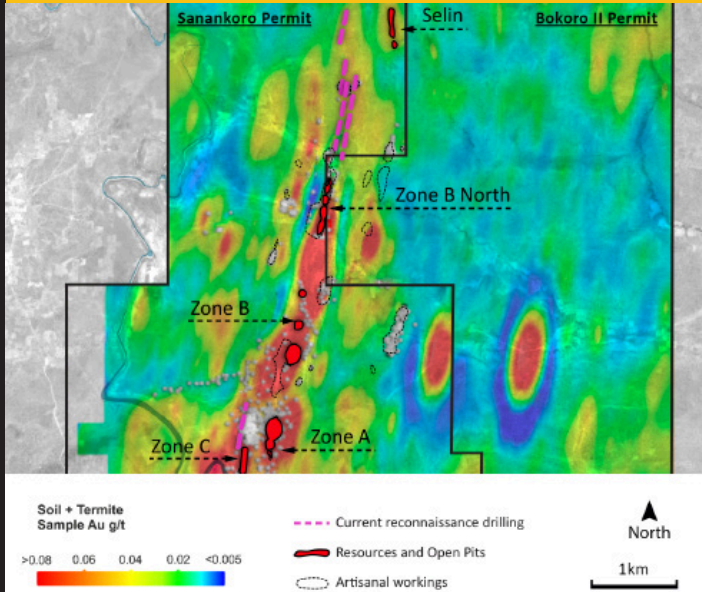 Sanankoro Permit
Selin
Bokoro II Permit
Zone B North
Zone B
Zone C
Zone A
Soil + Termite
Sample Au g/t
>0.08 0.06 0.04 0.02 <0.005
Current reconnaissance drilling
Resources and Open Pits
Artisanal workings
North
1km